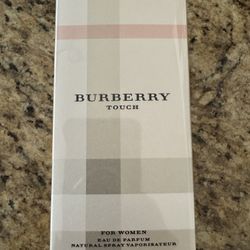 BURBERRY
TOUCH
FOR WOMEN
EAU DE PARFUM
NATURAL SPRAY VAPORISATEUR